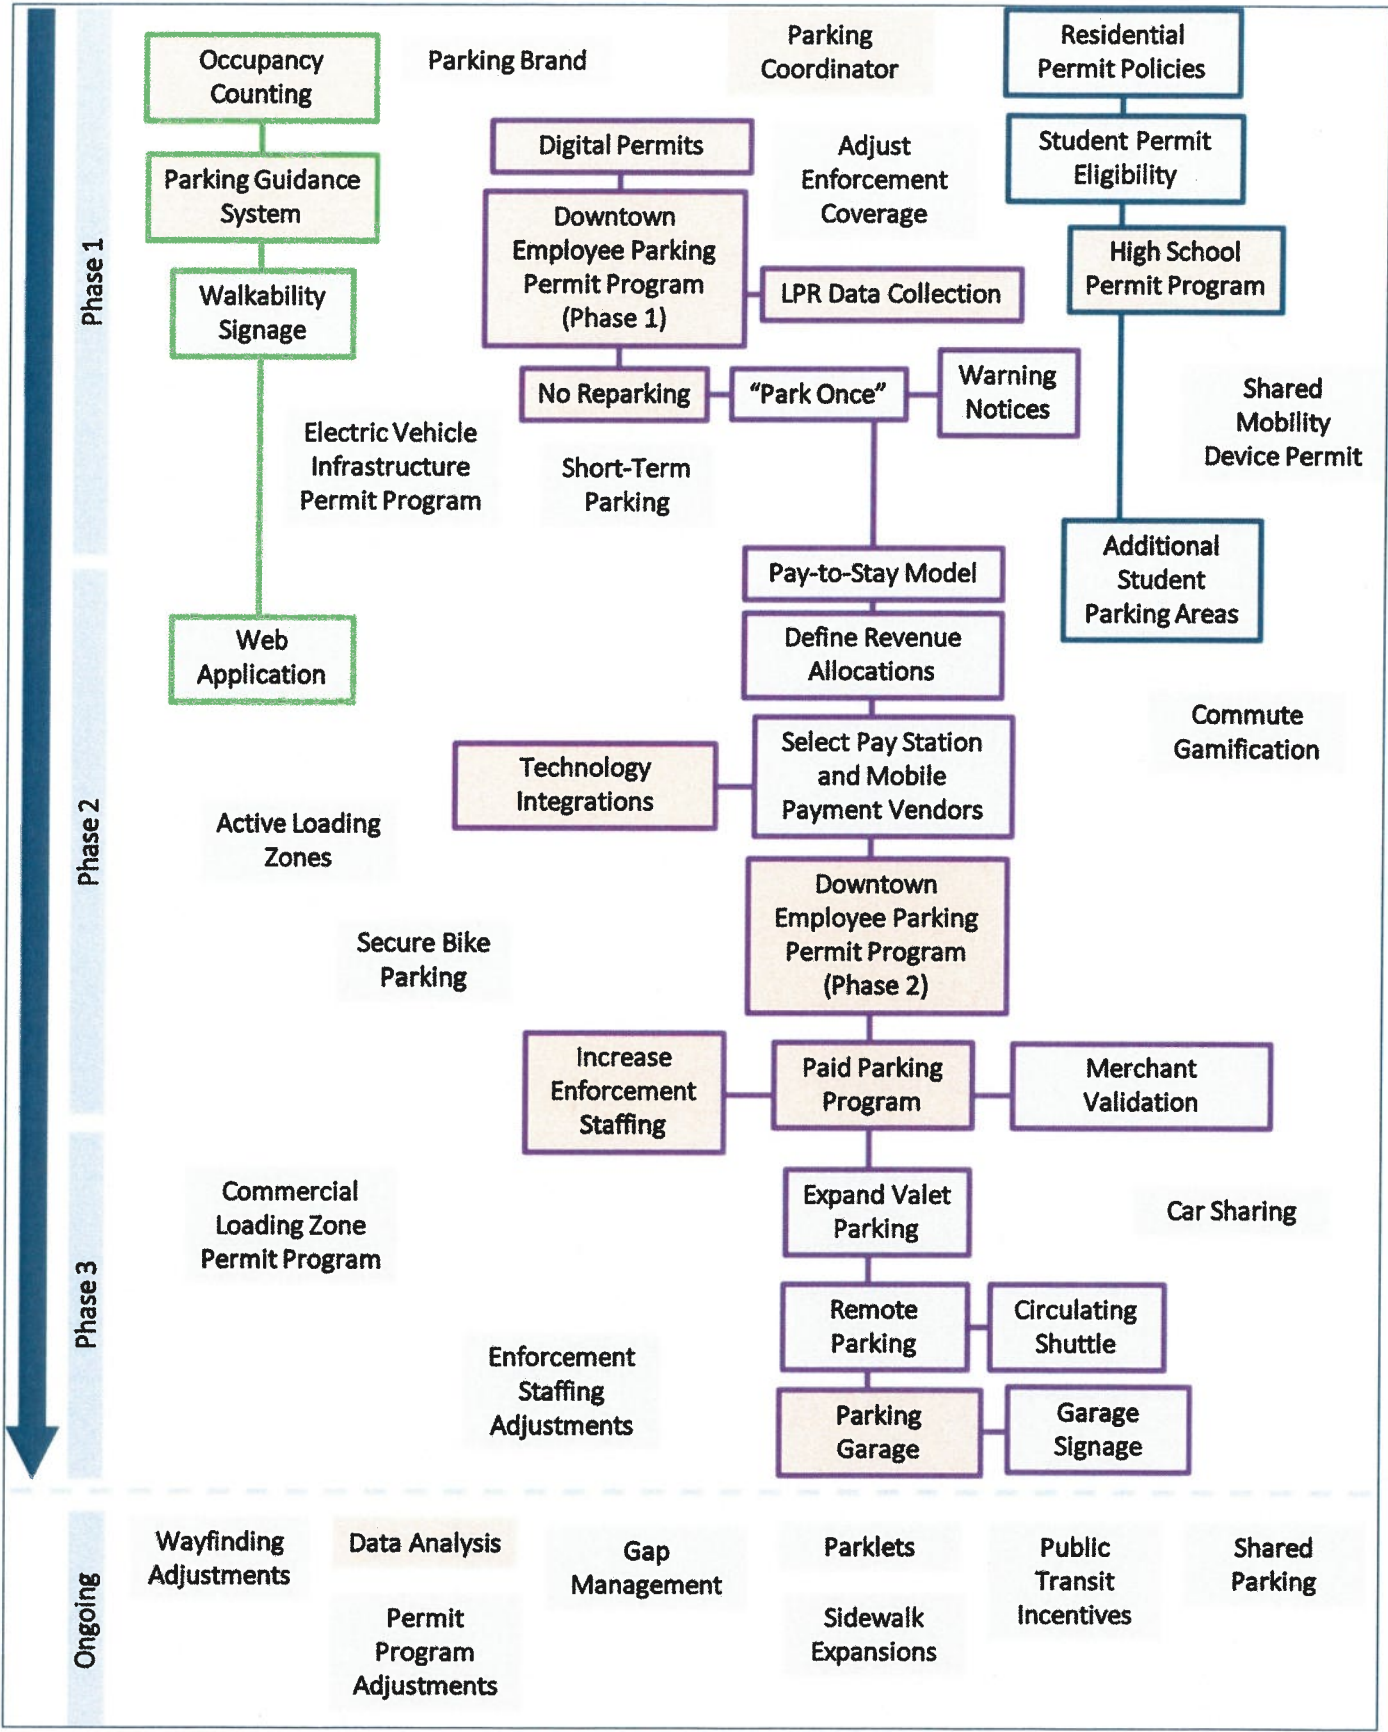 Phase 1
Occupancy
Counting
Parking Brand
Parking
Coordinator
Residential
Permit Policies
Parking Guidance
System
Digital Permits
Adjust
Enforcement
Coverage
Student Permit
Eligibility
Walkability
Signage
Downtown
Employee Parking
Permit Program
(Phase 1)
LPR Data Collection
High School
Permit Program
No Reparking
“Park Once”
Warning
Notices
Shared
Mobility
Device Permit
Electric Vehicle
Infrastructure
Permit Program
Short-Term
Parking
Phase 2
Pay-to-Stay Model
Additional
Student
Parking Areas
Web
Application
Define Revenue
Allocations
Commute
Gamification
Technology
Integrations
Select Pay Station
and Mobile
Payment Vendors
Active Loading
Zones
Downtown
Employee Parking
Permit Program
(Phase 2)
Secure Bike
Parking
Increase
Enforcement
Staffing
Paid Parking
Program
Merchant
Validation
Phase 3
Commercial
Loading Zone
Permit Program
Expand Valet
Parking
Car Sharing
Remote
Parking
Circulating
Shuttle
Enforcement
Staffing
Adjustments
Parking
Garage
Garage
Signage
Ongoing
Wayfinding
Adjustments
Data Analysis
Permit
Program
Adjustments
Gap
Management
Parklets
Sidewalk
Expansions
Public
Transit
Incentives
Shared
Parking